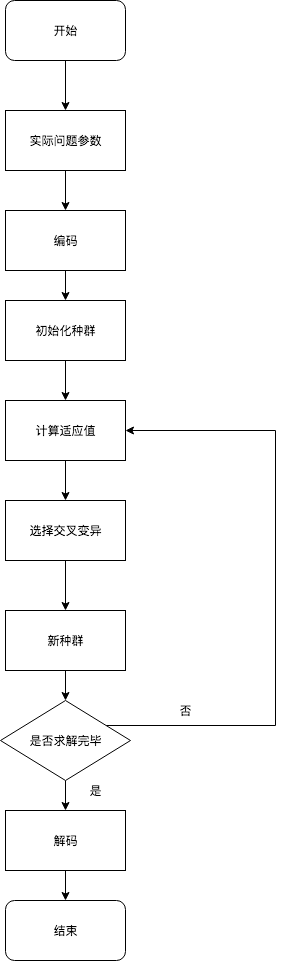 开始
实际问题参数
编码
初始化种群
计算适应值
选择交叉变异
新种群
是否求解完毕
否
是
解码
结束